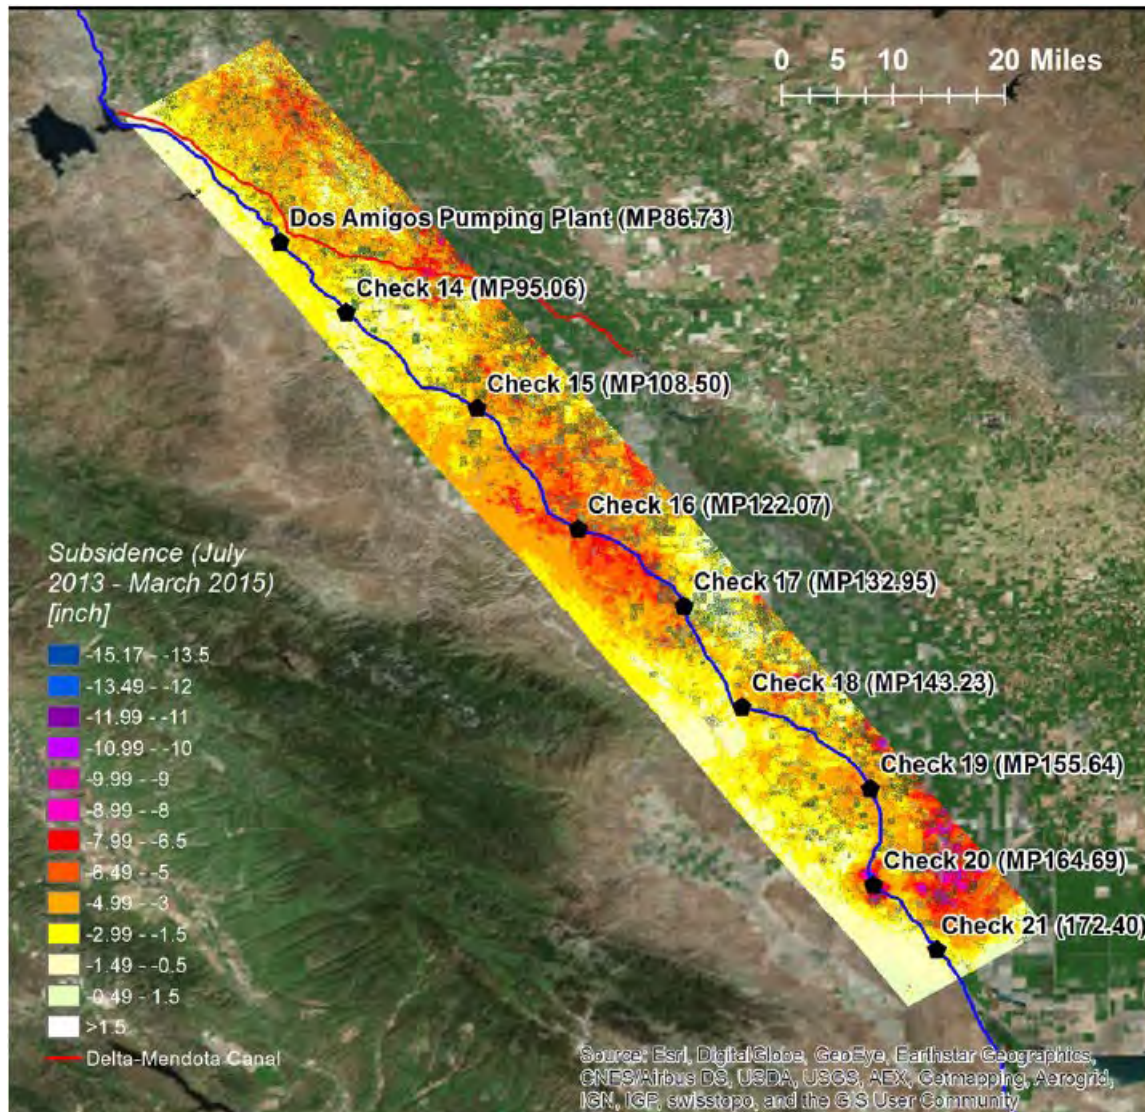 0 5 10 20 Miles
Dos Amigos Pumping Plant (MP86.73)
Check 14 (MP95.06)
Check 15 (MP108.50)
Check 16 (MP122.07)
Check 17 (MP132.95)
Check 18 (MP143.23)
Check 19 (MP155.64)
Check 20 (MP164.69)
Check 21 (172.40)
Subsidence (July
2013 - March 2015)
[inch]
-15.17 - -13.5
-13.49 - -12
-11.99 - -11
-10.99 - -10
-9.99 - -9
-8.99 - -8
-7.99 - -6.5
-6.49 - -5
-4.99 - -3
-2.99 - -1.5
-1.49 - -0.5
-0.49 - 1.5
>1.5
Delta-Mendota Canal
Source: Esri, DigitalGlobe, GeoEye, Earthstar Geographics,
CNES/Airbus DS, USDA, USGS, AEX, Getmapping, Aerogrid,
IGN, IGP, swisstopo, and the GIS User Community